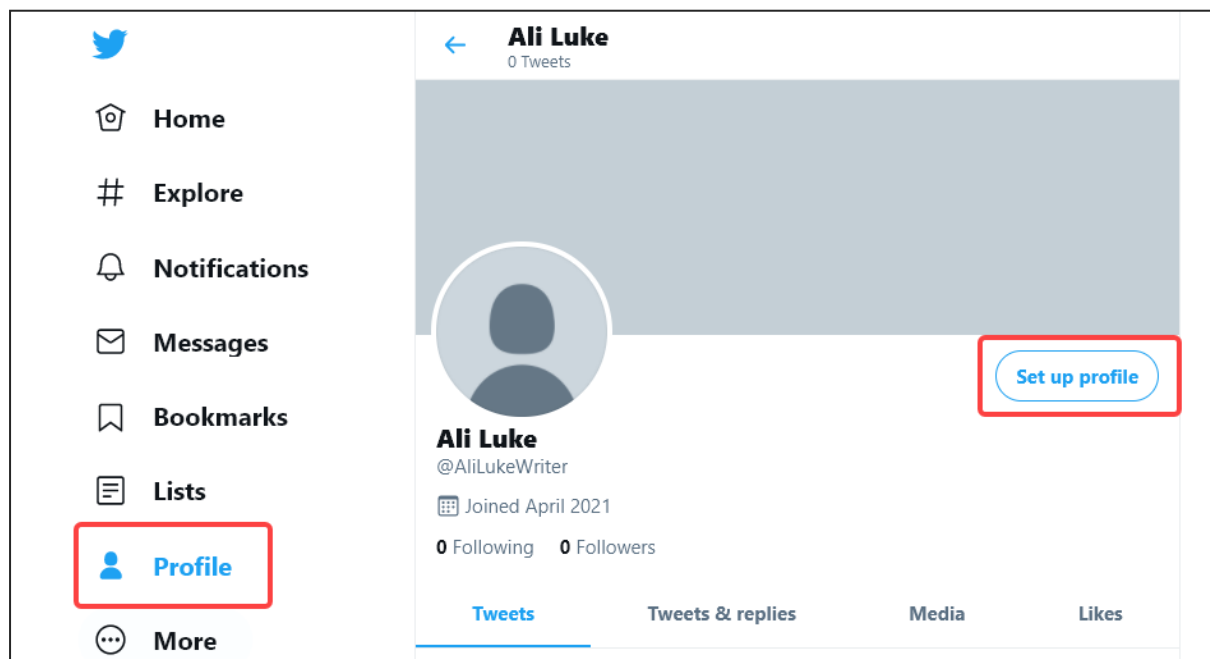 Home
Explore
Notifications
Messages
Bookmarks
Lists
Profile
More
Ali Luke
0 Tweets
Set up profile
Ali Luke
@AliLukeWriter
Joined April 2021
0 Following 0 Followers
Tweets Tweets & replies Media Likes